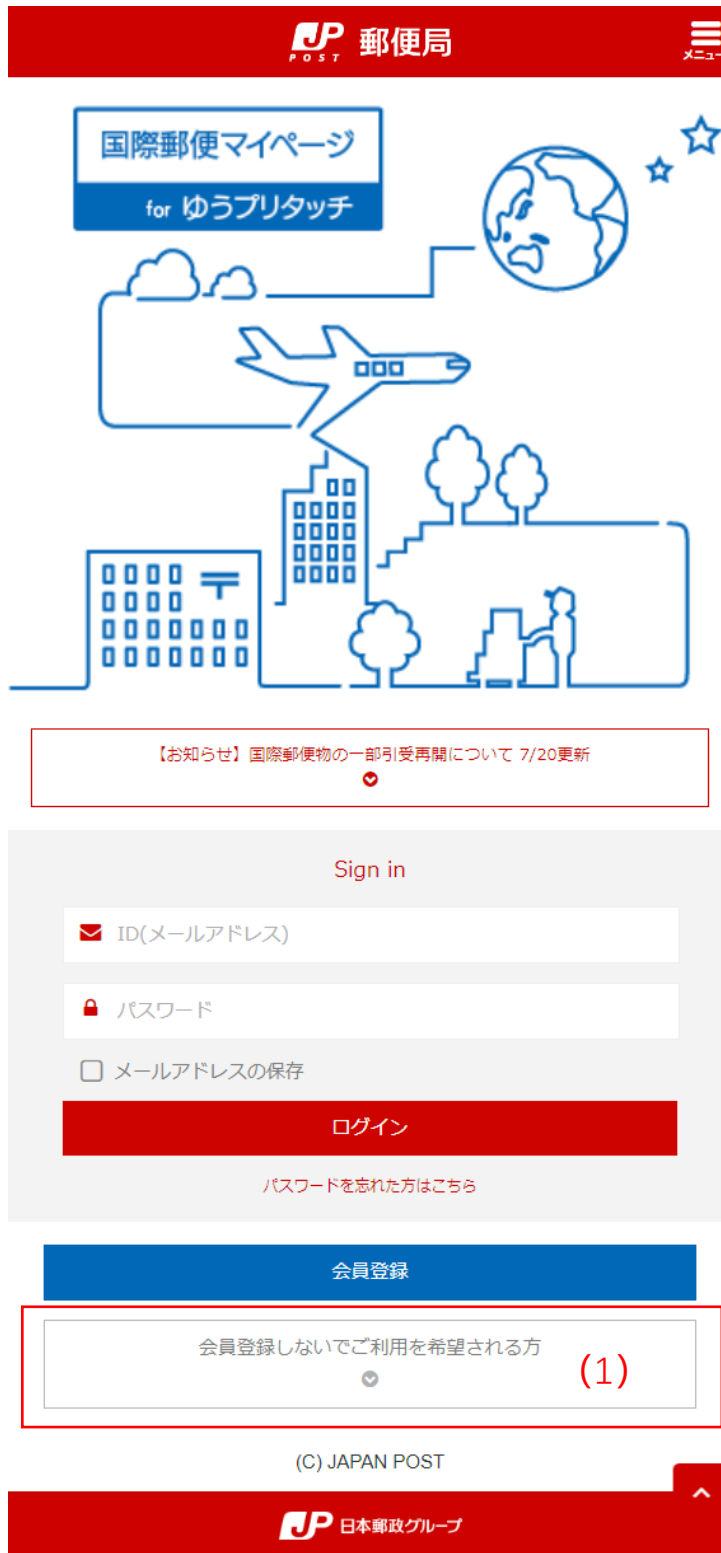 JP POST 郵便局
メニュー
国際郵便マイページ
for ゆうプリタッチ
〒
【お知らせ】国際郵便物の一部引受再開について 7/20更新
Sign in
ID(メールアドレス)
パスワード
メールアドレスの保存
ログイン
パスワードを忘れた方はこちら
会員登録
会員登録しないでご利用を希望される方
(1)
(C) JAPAN POST
JP 日本郵政グループ